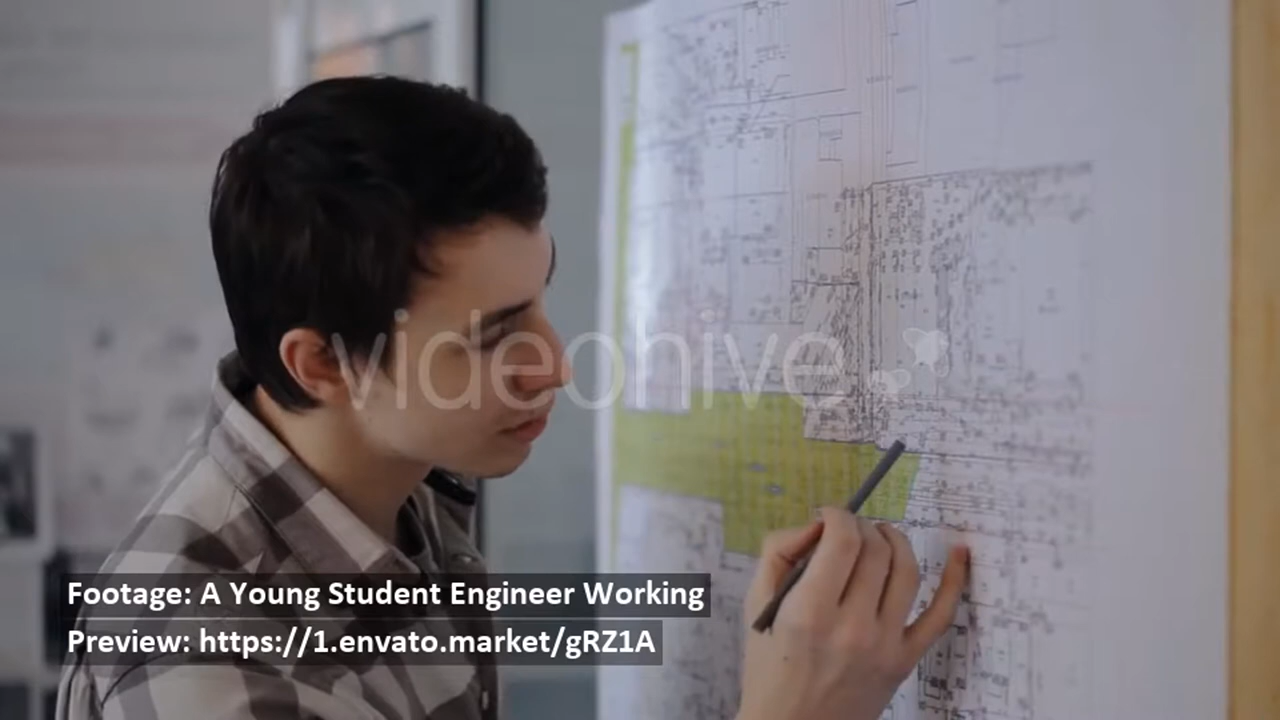 videohive
Footage: A Young Student Engineer Working
Preview: https://1.envato.market/gRZ1A